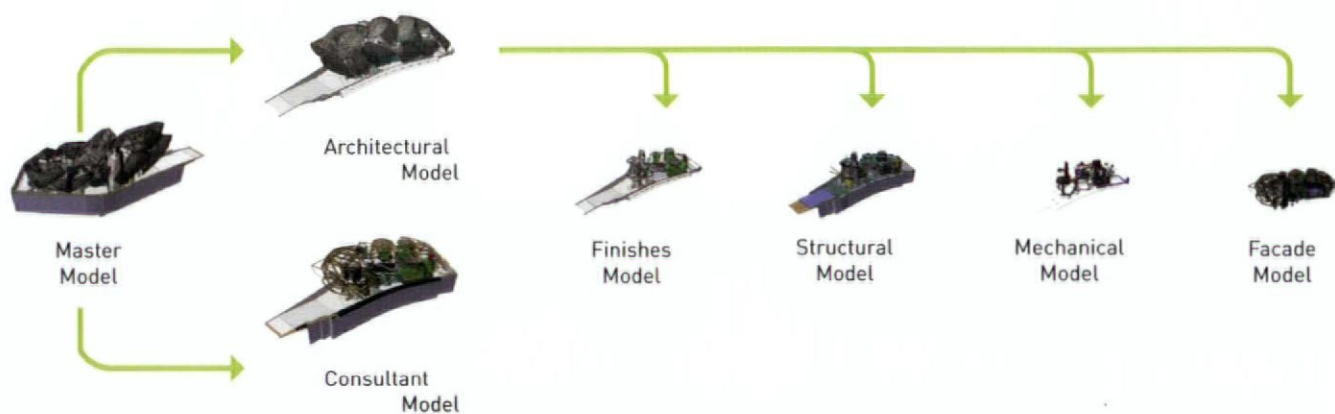 Architectural
Model
Master
Model
Finishes
Model
Structural
Model
Mechanical
Model
Facade
Model
Consultant
Model